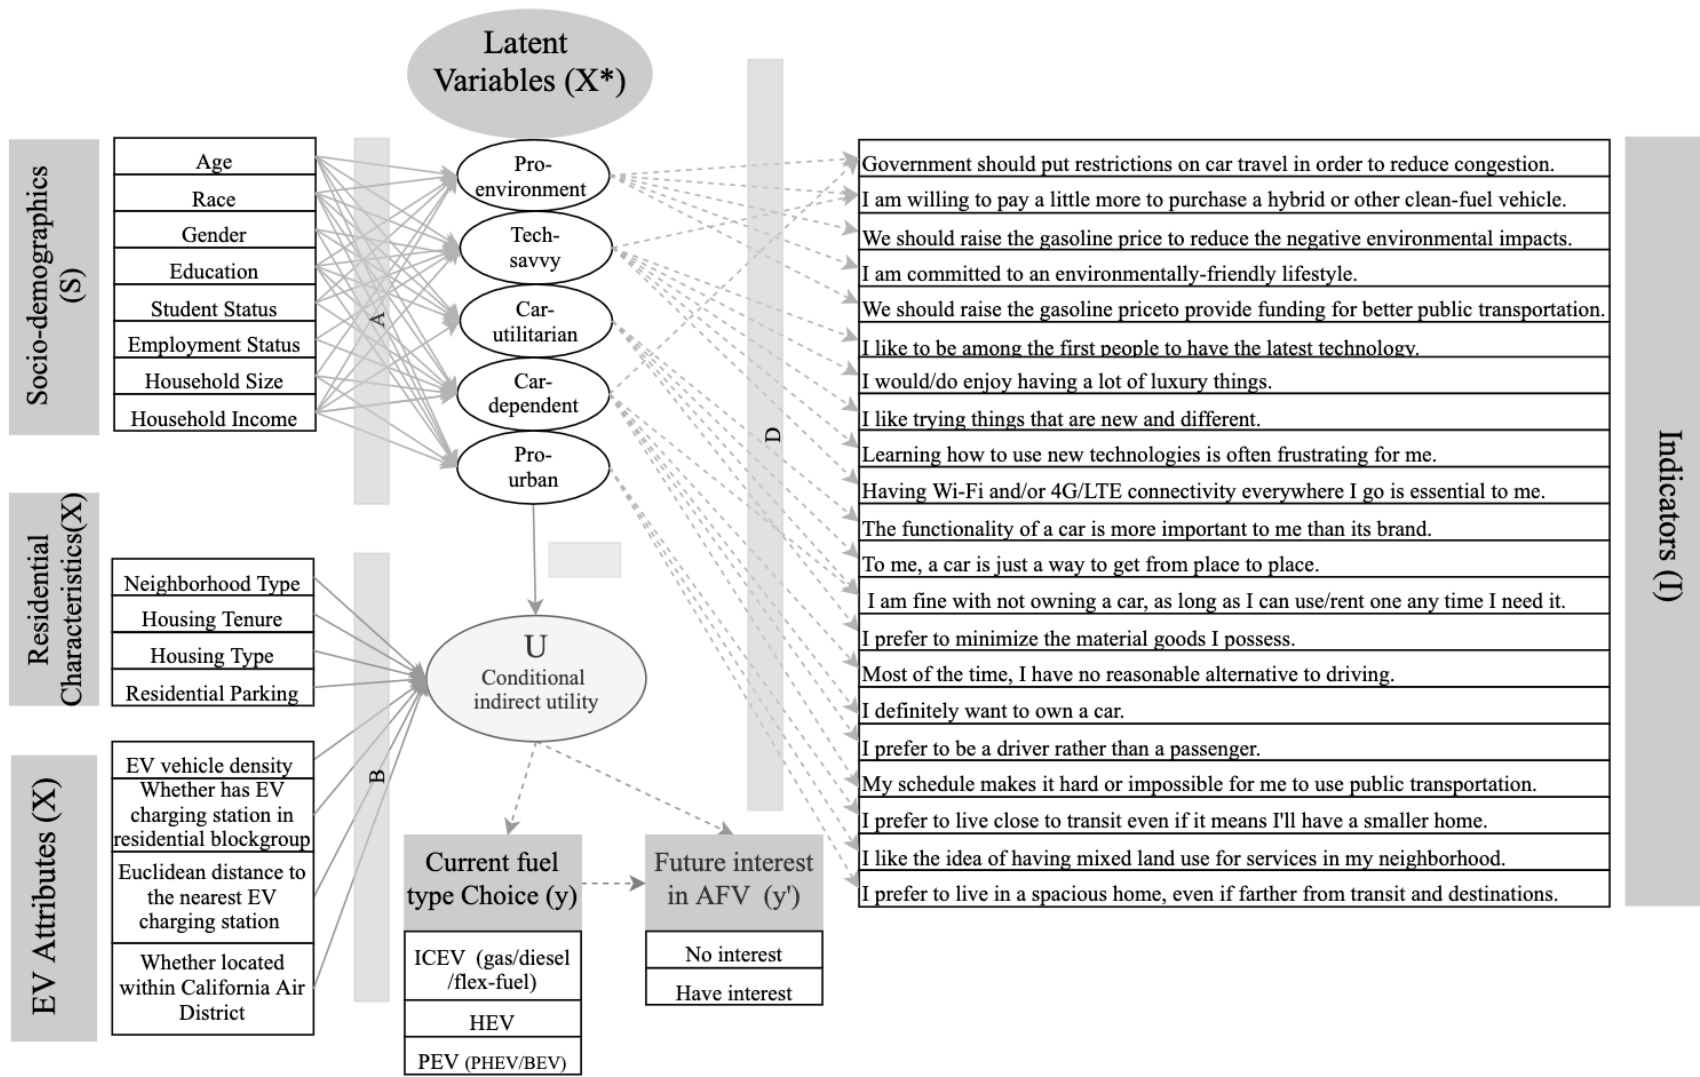 Latent
Variables (X*)
Socio-demographics
(S)
Age
Race
Gender
Education
Student Status
Employment Status
Household Size
Household Income
A
Pro-
environment
Tech-
savvy
Car-
utilitarian
Car-
dependent
Pro-
urban
Residential
Characteristics(X)
Neighborhood Type
Housing Tenure
Housing Type
Residential Parking
EV Attributes (X)
EV vehicle density
Whether has EV
charging station in
residential blockgroup
Euclidean distance to
the nearest EV
charging station
Whether located
within California Air
District
B
U
Conditional
indirect utility
Current fuel
type Choice (y)
ICEV (gas/diesel
/flex-fuel)
HEV
PEV (PHEV/BEV)
Future interest
in AFV (y')
No interest
Have interest
D
Government should put restrictions on car travel in order to reduce congestion.
I am willing to pay a little more to purchase a hybrid or other clean-fuel vehicle.
We should raise the gasoline price to reduce the negative environmental impacts.
I am committed to an environmentally-friendly lifestyle.
We should raise the gasoline priceto provide funding for better public transportation.
I like to be among the first people to have the latest technology.
I would/do enjoy having a lot of luxury things.
I like trying things that are new and different.
Learning how to use new technologies is often frustrating for me.
Having Wi-Fi and/or 4G/LTE connectivity everywhere I go is essential to me.
The functionality of a car is more important to me than its brand.
To me, a car is just a way to get from place to place.
I am fine with not owning a car, as long as I can use/rent one any time I need it.
I prefer to minimize the material goods I possess.
Most of the time, I have no reasonable alternative to driving.
I definitely want to own a car.
I prefer to be a driver rather than a passenger.
My schedule makes it hard or impossible for me to use public transportation.
I prefer to live close to transit even if it means I'll have a smaller home.
I like the idea of having mixed land use for services in my neighborhood.
I prefer to live in a spacious home, even if farther from transit and destinations.
Indicators (I)